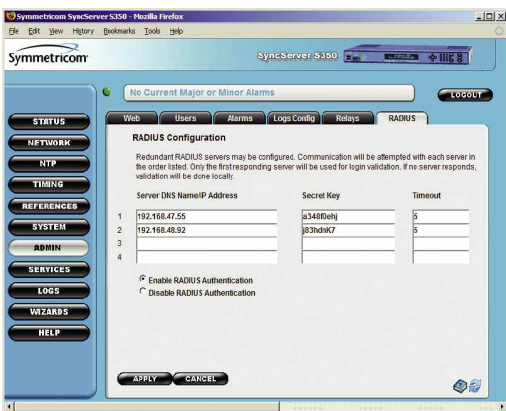 Symmetricom SyncServer S350 - Mozilla Firefox
File Edit View History Bookmarks Tools Help
Symmetricom
SyncServer S350
No Current Major or Minor Alarms
LOGOUT
STATUS
NETWORK
NTP
TIMING
REFERENCES
SYSTEM
ADMIN
SERVICES
LOGS
WIZARDS
HELP
Web Users Alarms Logs Config Relays RADIUS
RADIUS Configuration
Redundant RADIUS servers may be configured. Communication will be attempted with each server in
the order listed. Only the first responding server will be used for login validation. If no server responds,
validation will be done locally.
Server DNS Name/IP Address Secret Key Timeout
1 192.168.47.55 a348f0ehj 5
2 192.168.48.92 j83hdnK7 5
3
4
Enable RADIUS Authentication
Disable RADIUS Authentication
APPLY CANCEL